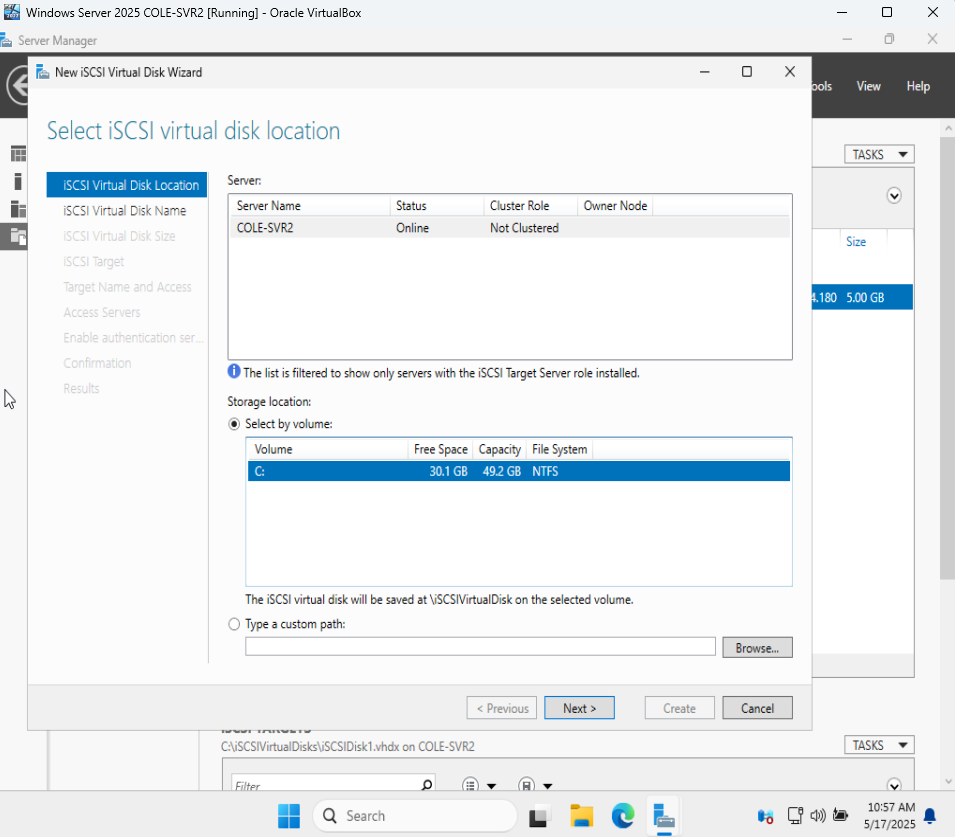 Windows Server 2025 COLE-SVR2 [Running] - Oracle VirtualBox
Server Manager
New iSCSI Virtual Disk Wizard
View Help
Select iSCSI virtual disk location
TASKS
iSCSI Virtual Disk Location
iSCSI Virtual Disk Name
iSCSI Virtual Disk Size
iSCSI Target
Target Name and Access
Access Servers
Enable authentication ser...
Confirmation
Results
Server:
Server Name Status Cluster Role Owner Node
COLE-SVR2 Online Not Clustered
Size
4.180 5.00 GB
The list is filtered to show only servers with the iSCSI Target Server role installed.
Storage location:
Select by volume:
Volume Free Space Capacity File System
C: 30.1 GB 49.2 GB NTFS
The iSCSI virtual disk will be saved at \iSCSIVirtualDisk on the selected volume.
Type a custom path:
Browse...
< Previous Next > Create Cancel
iSCSI TARGETS
C:\iSCSIVirtualDisks\iSCSIDisk1.vhdx on COLE-SVR2
TASKS
Filter
Search
10:57 AM
5/17/2025